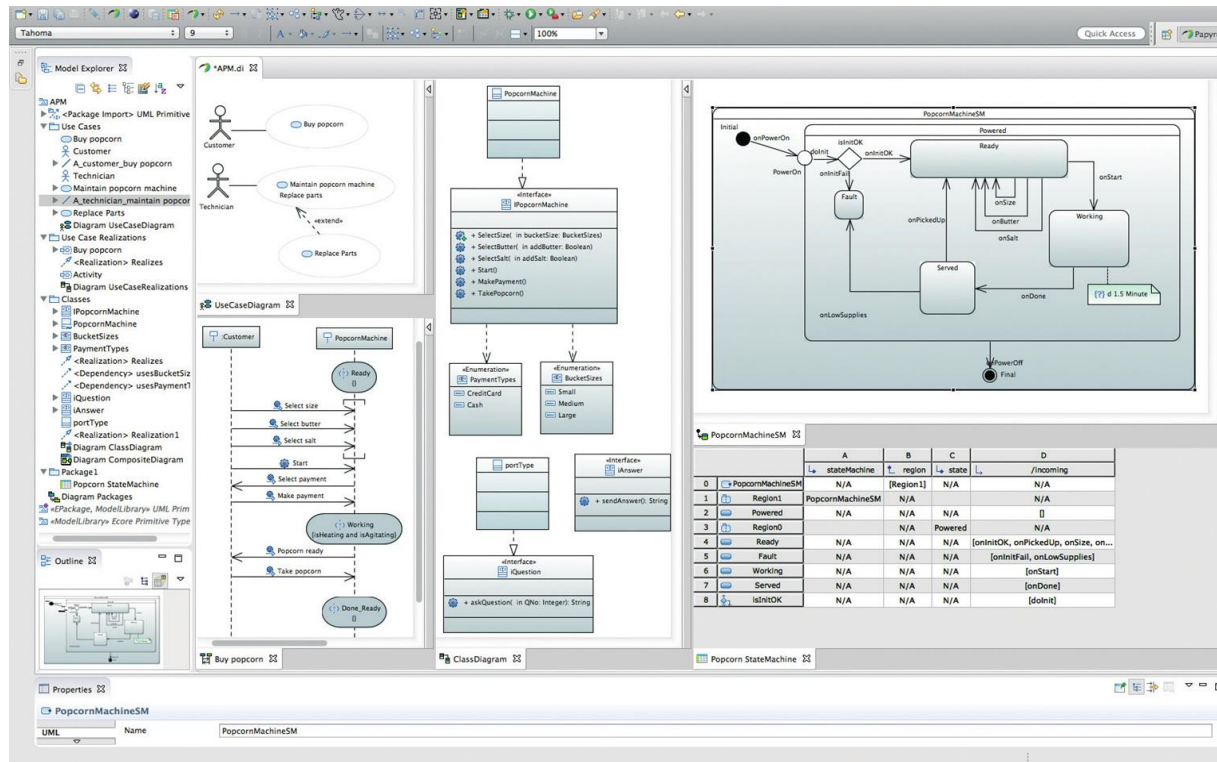 Tahoma
9
100%
Quick Access
Papyr
Model Explorer
APM
<Package Import> UML Primitive
Use Cases
Buy popcorn
Customer
A_customer_buy popcorn
Technician
Maintain popcorn machine
A_technician_maintain popcor
Replace Parts
Diagram UseCaseDiagram
Use Case Realizations
Buy popcorn
<Realization> Realizes
Activity
Diagram UseCaseRealizations
Classes
IPopcornMachine
PopcornMachine
BucketSizes
PaymentTypes
<Realization> Realizes
<Dependency> usesBucketSiz
<Dependency> usesPaymentT
iQuestion
iAnswer
portType
<Realization> Realization1
Diagram ClassDiagram
Diagram CompositeDiagram
Package1
Popcorn StateMachine
Diagram Packages
«EPackage, ModelLibrary» UML Prim
«ModelLibrary» Ecore Primitive Type
Outline
*APM.di
Customer
Buy popcorn
Technician
Maintain popcorn machine
Replace parts
«extend»
Replace Parts
UseCaseDiagram
:Customer
PopcornMachine
Ready
[]
Select size
Select butter
Select salt
Start
Select payment
Make payment
Working
[isHeating and isAgitating]
Popcorn ready
Take popcorn
Done_Ready
[]
Buy popcorn
PopcornMachine
«Interface»
IPopcornMachine
+ SelectSize( in bucketSize: BucketSizes)
+ SelectButter( in addButter: Boolean)
+ SelectSalt( in addSalt: Boolean)
+ Start()
+ MakePayment()
+ TakePopcorn()
«Enumeration»
PaymentTypes
CreditCard
Cash
«Enumeration»
BucketSizes
Small
Medium
Large
portType
«Interface»
iAnswer
+ sendAnswer(): String
«Interface»
iQuestion
+ askQuestion( in QNo: Integer): String
ClassDiagram
PopcornMachineSM
Initial
onPowerOn
PowerOn
Powered
doInit
isInitOK
onInitOK
onInitFail
Ready
Fault
onSize
onButter
onSalt
onStart
onPickedUp
Working
Served
onDone
{?} d 1.5 Minute
onLowSupplies
PowerOff
Final
PopcornMachineSM
A B C D
stateMachine region state /incoming
0 PopcornMachineSM N/A [Region1] N/A N/A
1 Region1 PopcornMachineSM N/A N/A
2 Powered N/A N/A N/A []
3 Region0 N/A Powered N/A
4 Ready N/A N/A N/A [onInitOK, onPickedUp, onSize, on...
5 Fault N/A N/A N/A [onInitFail, onLowSupplies]
6 Working N/A N/A N/A [onStart]
7 Served N/A N/A N/A [onDone]
8 isInitOK N/A N/A N/A [doInit]
Popcorn StateMachine
Properties
PopcornMachineSM
UML
Name
PopcornMachineSM